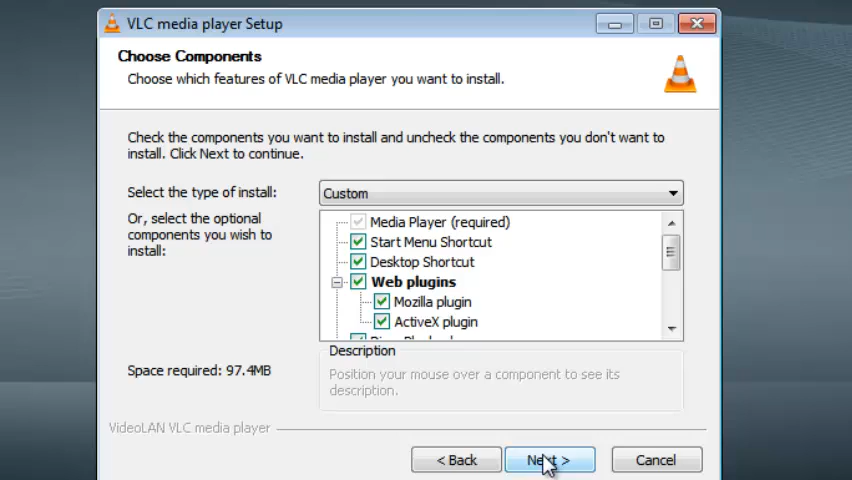 VLC media player Setup
Choose Components
Choose which features of VLC media player you want to install.
Check the components you want to install and uncheck the components you don't want to
install. Click Next to continue.
Select the type of install:
Custom
Or, select the optional
components you wish to
install:
Media Player (required)
Start Menu Shortcut
Desktop Shortcut
Web plugins
Mozilla plugin
ActiveX plugin
Space required: 97.4MB
Description
Position your mouse over a component to see its
description.
VideoLAN VLC media player
< Back
Next >
Cancel